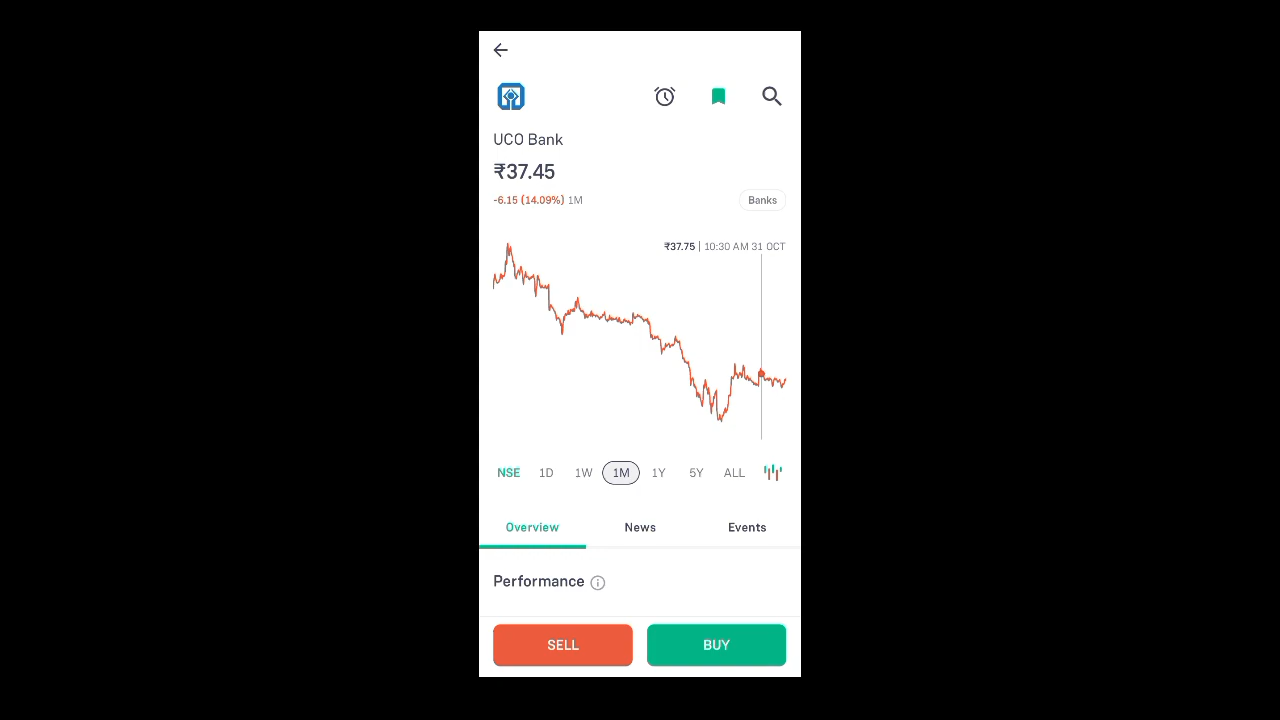 UCO Bank
₹37.45
-6.15 (14.09%) 1M
Banks
₹37.75 | 10:30 AM 31 OCT
NSE 1D 1W 1M 1Y 5Y ALL
Overview News Events
Performance
SELL BUY